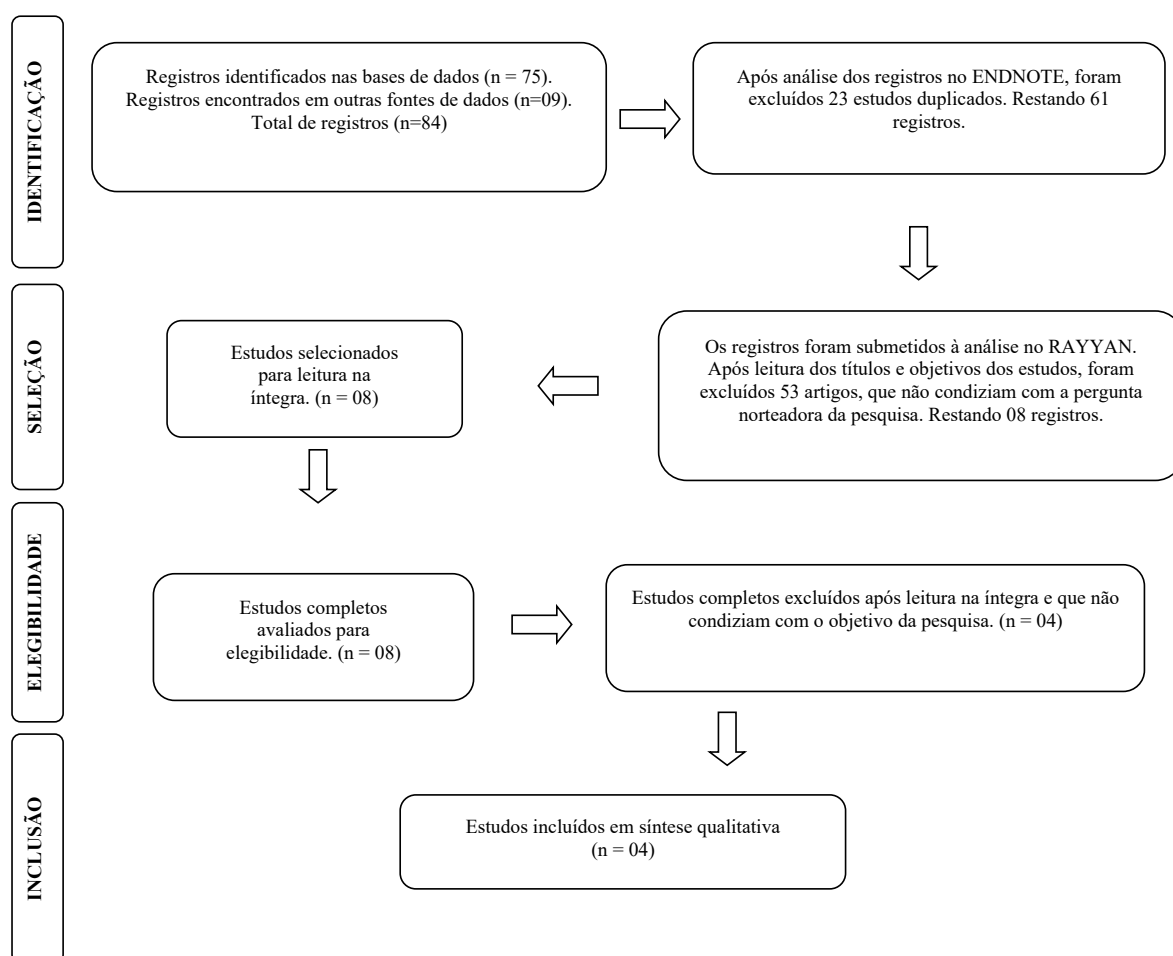 IDENTIFICAÇÃO
Registros identificados nas bases de dados (n = 75).
Registros encontrados em outras fontes de dados (n=09).
Total de registros (n=84)
Após análise dos registros no ENDNOTE, foram
excluídos 23 estudos duplicados. Restando 61
registros.
SELEÇÃO
Os registros foram submetidos à análise no RAYYAN.
Após leitura dos títulos e objetivos dos estudos, foram
excluídos 53 artigos, que não condiziam com a pergunta
norteadora da pesquisa. Restando 08 registros.
Estudos selecionados
para leitura na
íntegra. (n = 08)
ELEGIBILIDADE
Estudos completos
avaliados para
elegibilidade. (n = 08)
Estudos completos excluídos após leitura na íntegra e que não
condiziam com o objetivo da pesquisa. (n = 04)
INCLUSÃO
Estudos incluídos em síntese qualitativa
(n = 04)